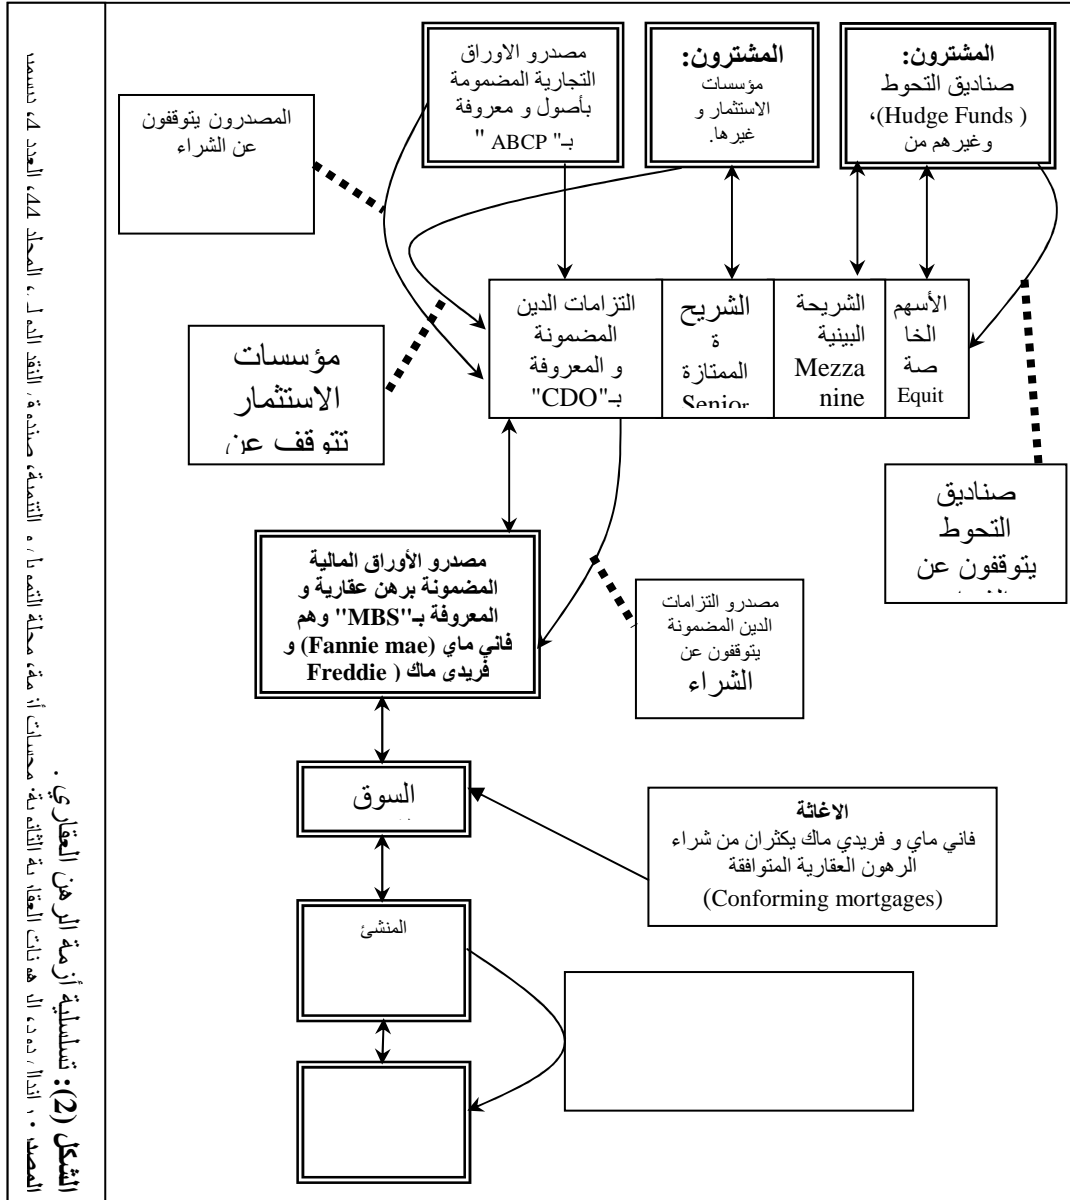 المشترون:
صناديق التحوط
( Hudge Funds)،
وغيرهم من
المشترون:
مؤسسات
الاستثمار و
غيرها.
مصدرو الاوراق
التجارية المضمومة
بأصول و معروفة
بـ" ABCP "
المصدرون يتوقفون
عن الشراء
الأسهم
الخا
صة
Equit
الشريحة
البينية
Mezza
nine
الشريح
ة
الممتازة
Senior
التزامات الدين
المضمونة
و المعروفة
بـ"CDO"
مؤسسات
الاستثمار
تتوقف عن
صناديق
التحوط
يتوقفون عن
مصدرو الأوراق المالية
المضمونة برهن عقارية و
المعروفة بـ"MBS" وهم
فاني ماي (Fannie mae) و
فريدي ماك ( Freddie
مصدرو التزامات
الدين المضمونة
يتوقفون عن
الشراء
السوق
الاغاثة
فاني ماي و فريدي ماك يكثران من شراء
الرهون العقارية المتوافقة
(Conforming mortgages)
المنشئ
الشكل (2): تسلسلية أزمة الرهن العقاري .